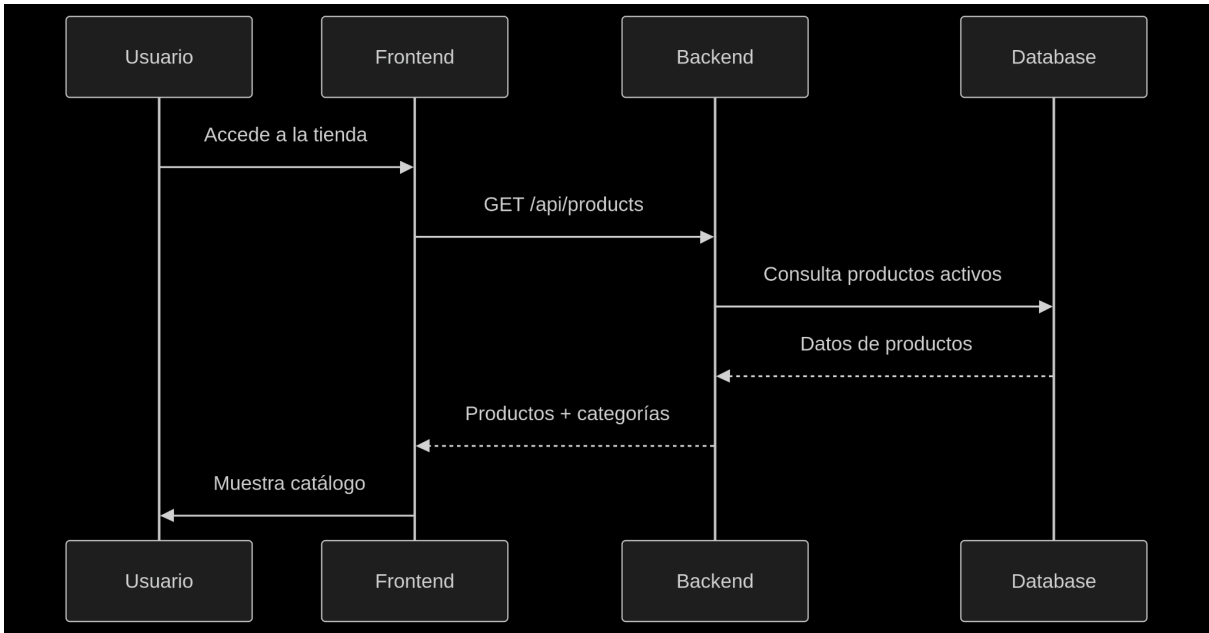 Usuario
Frontend
Backend
Database
Accede a la tienda
GET /api/products
Consulta productos activos
Datos de productos
Productos + categorías
Muestra catálogo
Usuario
Frontend
Backend
Database